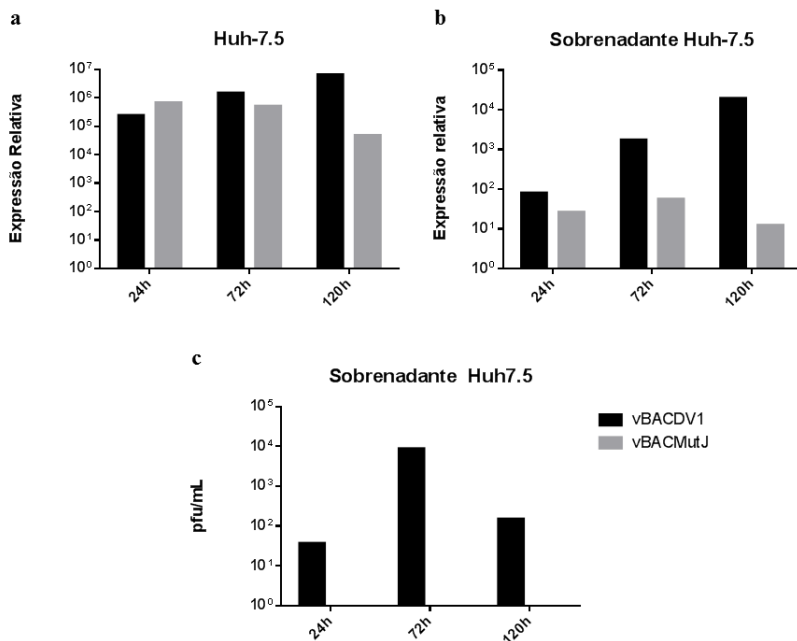 a
Huh-7.5
Expressão Relativa
10⁷
10⁶
10⁵
10⁴
10³
10²
10¹
10⁰
24h
72h
120h
b
Sobrenadante Huh-7.5
Expressão relativa
10⁵
10⁴
10³
10²
10¹
10⁰
24h
72h
120h
c
Sobrenadante Huh7.5
pfu/mL
10⁵
10⁴
10³
10²
10¹
10⁰
24h
72h
120h
vBACDV1
vBACMutJ